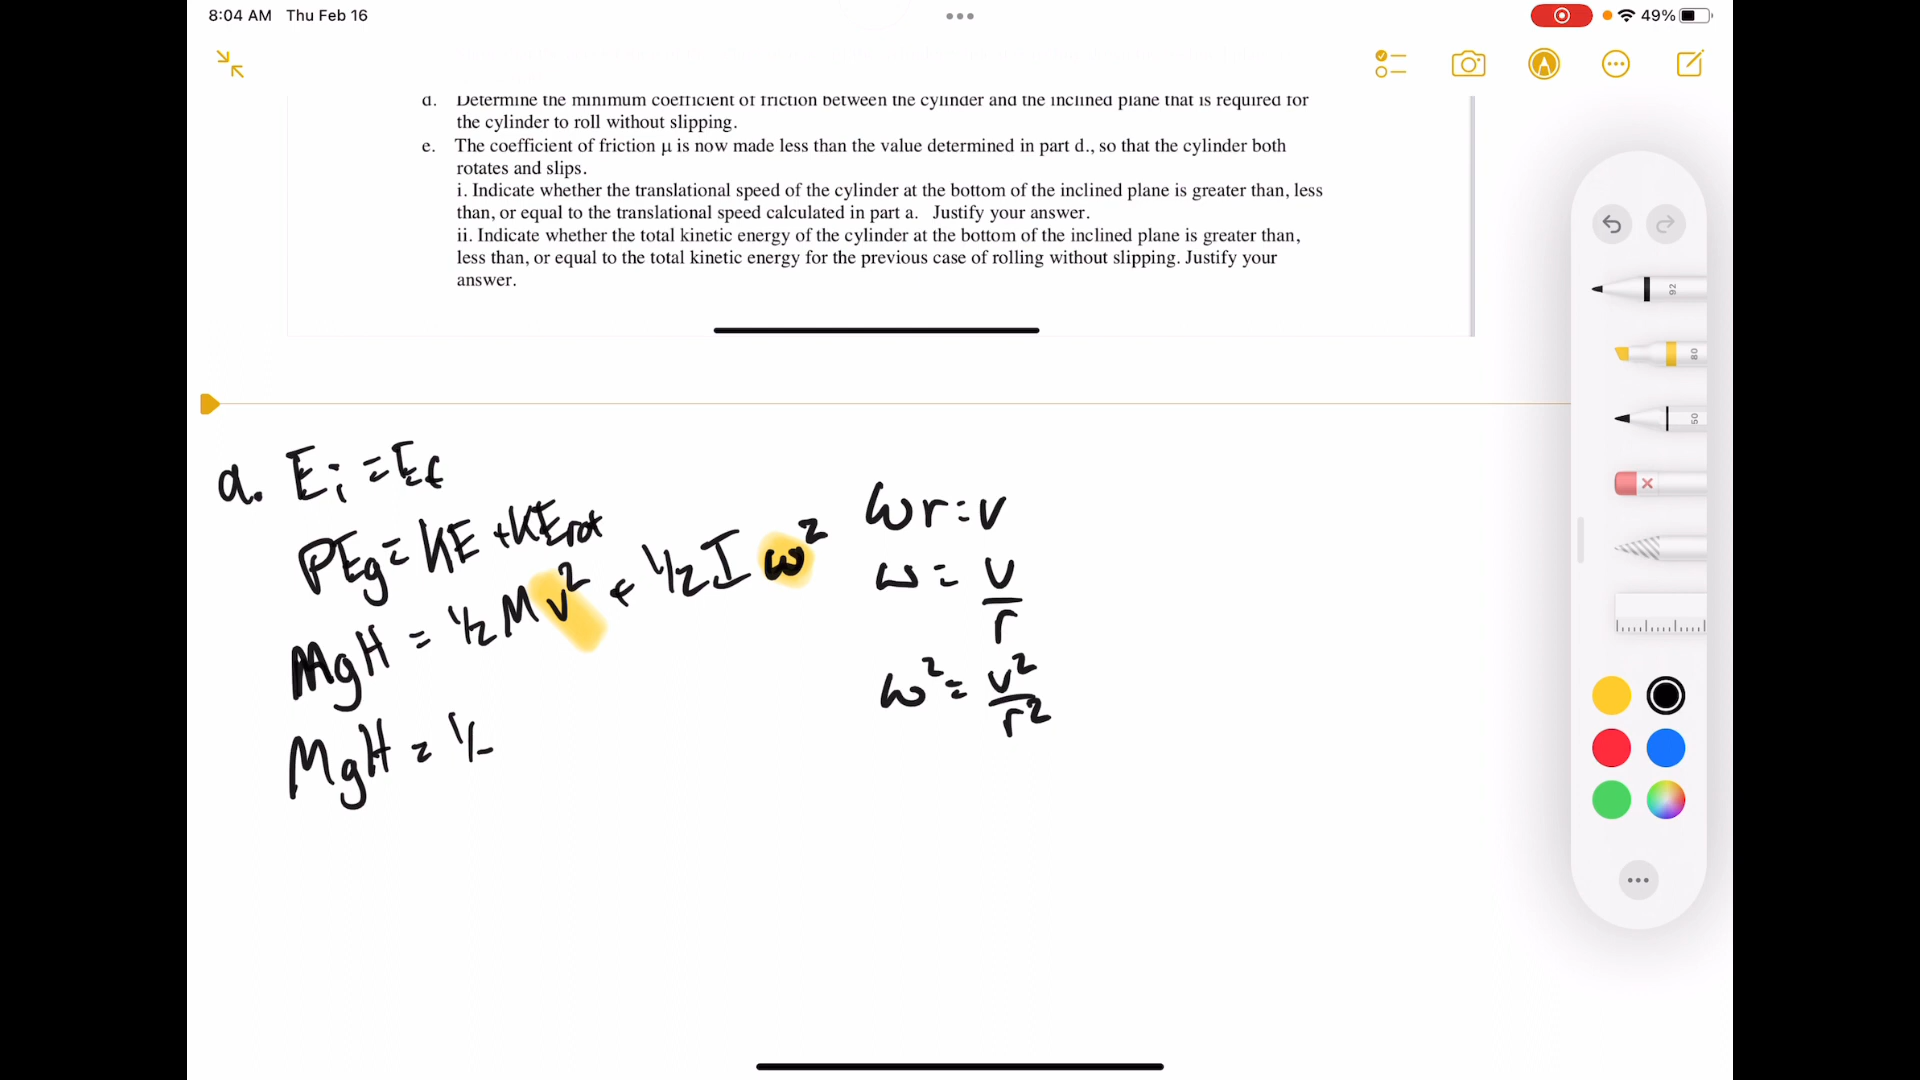 8:04 AM Thu Feb 16
49%
d. Determine the minimum coefficient of friction between the cylinder and the inclined plane that is required for
the cylinder to roll without slipping.
e. The coefficient of friction μ is now made less than the value determined in part d., so that the cylinder both
rotates and slips.
i. Indicate whether the translational speed of the cylinder at the bottom of the inclined plane is greater than, less
than, or equal to the translational speed calculated in part a. Justify your answer.
ii. Indicate whether the total kinetic energy of the cylinder at the bottom of the inclined plane is greater than,
less than, or equal to the total kinetic energy for the previous case of rolling without slipping. Justify your
answer.
a. Ei = Ef
PEg = KE + KErot
MgH = 1/2 M v² + 1/2 I ω²
MgH = 1/
ωr = v
ω = v/r
ω² = v²/r²
92
80
50